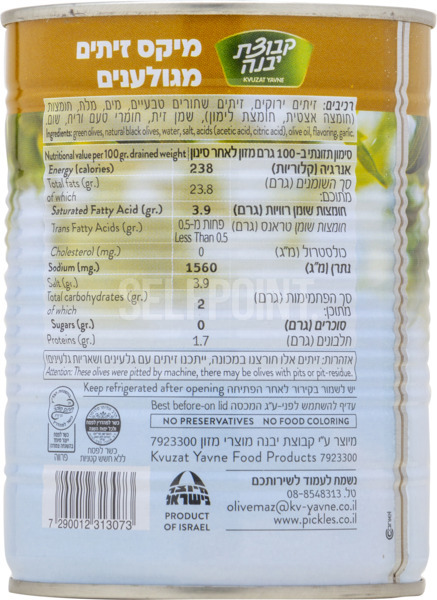 מיקס זיתים
מגולענים
קבוצת
יבנה
KVUZAT YAVNE
רכיבים: זיתים ירוקים, זיתים שחורים טבעיים, מים, מלח, חומצות
(חומצה אצטית, חומצת לימון), שמן זית, חומרי טעם וריח, שום.
Ingredients: green olives, natural black olives, water, salt, acids (acetic acid, citric acid), olive oil, flavoring, garlic.
Nutritional value per 100 gr. drained weight סימון תזונתי ב-100 גרם מזון לאחר סינון
Energy (calories) 238 אנרגיה (קלוריות)
Total fats (gr.) 23.8 סך השומנים (גרם)
of which מתוכם:
Saturated Fatty Acid (gr.) 3.9 חומצות שומן רוויות (גרם)
Trans Fatty Acids (gr.) פחות מ-0.5 חומצות שומן טראנס (גרם)
Less Than 0.5
Cholesterol (mg.) 0 כולסטרול (מ"ג)
Sodium (mg.) 1560 נתרן (מ"ג)
Salt (gr.) 3.9
Total carbohydrates (gr.) 2 סך הפחמימות (גרם)
of which מתוכן:
Sugars (gr.) 0 סוכרים (גרם)
Proteins (gr.) 1.7 חלבונים (גרם)
SELFPOINT
אזהרות: זיתים אלו חורצנו במכונה, ייתכנו זיתים עם גלעינים ושאריות גלעינים
Attention: These olives were pitted by machine, there may be olives with pits or pit-residue.
Keep refrigerated after opening יש לשמור בקירור לאחר הפתיחה
Best before-on lid עדיף להשתמש לפני-ע"ג המכסה
NO PRESERVATIVES NO FOOD COLORING
מיוצר ע"י קבוצת יבנה מוצרי מזון 7923300
Kvuzat Yavne Food Products 7923300
פרווה
כשר לפסח
ללא חשש קטניות
7290012313073
PRODUCT
OF ISRAEL
נשמח לעמוד לשירותכם
טל. 08-8548313
olivemaz@kv-yavne.co.il
www.pickles.co.il